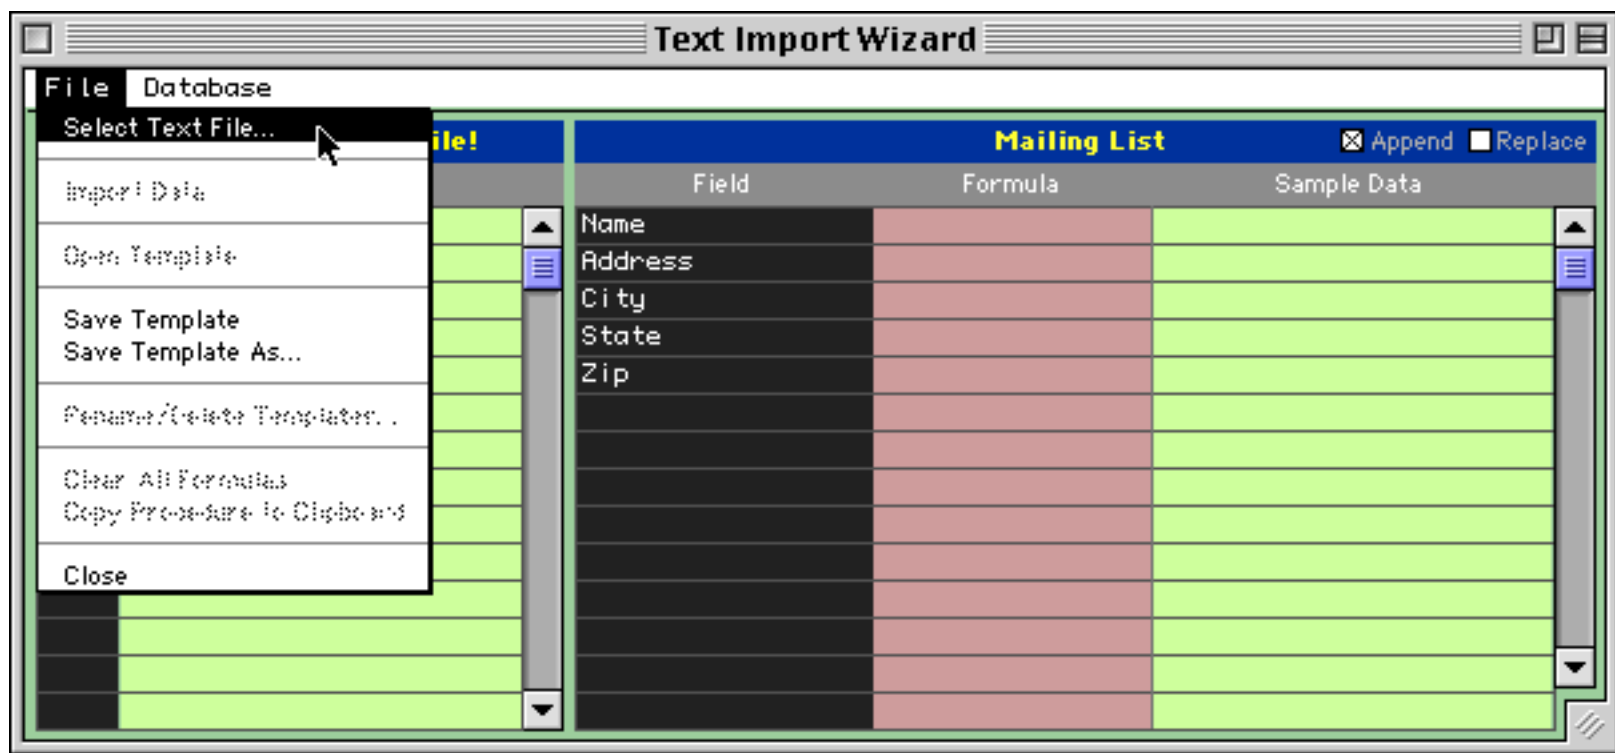 Text Import Wizard
File Database
Select Text File...
Import Data
Open Template
Save Template
Save Template As...
Rename/Delete Templates...
Clear All Formulas
Copy Procedure to Clipboard
Close
ile!
Mailing List Append Replace
Field Formula Sample Data
Name
Address
City
State
Zip